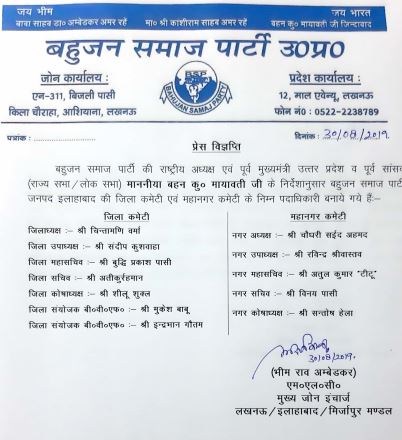 जय भीम जय भारत
बाबा साहब डा० अम्बेडकर अमर रहें मा० श्री कांशीराम साहब अमर रहें बहन कु० मायावती जी जिन्दाबाद
बहुजन समाज पार्टी उ०प्र०
जोन कार्यालय : प्रदेश कार्यालय :
एन-311, बिजली पासी 12, माल एवेन्यू, लखनऊ
किला चौराहा, आशियाना, लखनऊ फोन नं० : 0522-2238789
BSP
BAHUJAN SAMAJ PARTY
पत्रांक : दिनांक : 30/08/2019
प्रेस विज्ञप्ति
बहुजन समाज पार्टी की राष्ट्रीय अध्यक्ष एवं पूर्व मुख्यमंत्री उत्तर प्रदेश व पूर्व सांसद
(राज्य सभा/लोक सभा) माननीया बहन कु० मायावती जी के निर्देशानुसार बहुजन समाज पार्टी
जनपद इलाहाबाद की जिला कमेटी एवं महानगर कमेटी के निम्न पदाधिकारी बनाये गये हैं:-
जिला कमेटी महानगर कमेटी
जिलाध्यक्ष :- श्री चिन्तामणि वर्मा नगर अध्यक्ष :- श्री चौधरी सईद अहमद
जिला उपाध्यक्ष :- श्री संदीप कुशवाहा नगर उपाध्यक्ष :- श्री रविन्द्र श्रीवास्तव
जिला महासचिव :- श्री बुद्धि प्रकाश पासी नगर महासचिव :- श्री अतुल कुमार "टीटू"
जिला सचिव :- श्री अतीकुर्रहमान नगर सचिव :- श्री विनय पासी
जिला कोषाध्यक्ष :- श्री शीलू शुक्ल नगर कोषाध्यक्ष :- श्री सन्तोष हेला
जिला संयोजक बी०वी०एफ० :- श्री मुकेश बाबू
जिला संयोजक बी०वी०एफ० :- श्री इन्द्रभान गौतम
30/08/2019.
(भीम राव अम्बेडकर)
एम०एल०सी०
मुख्य जोन इंचार्ज
लखनऊ/इलाहाबाद/मिर्जापुर मण्डल